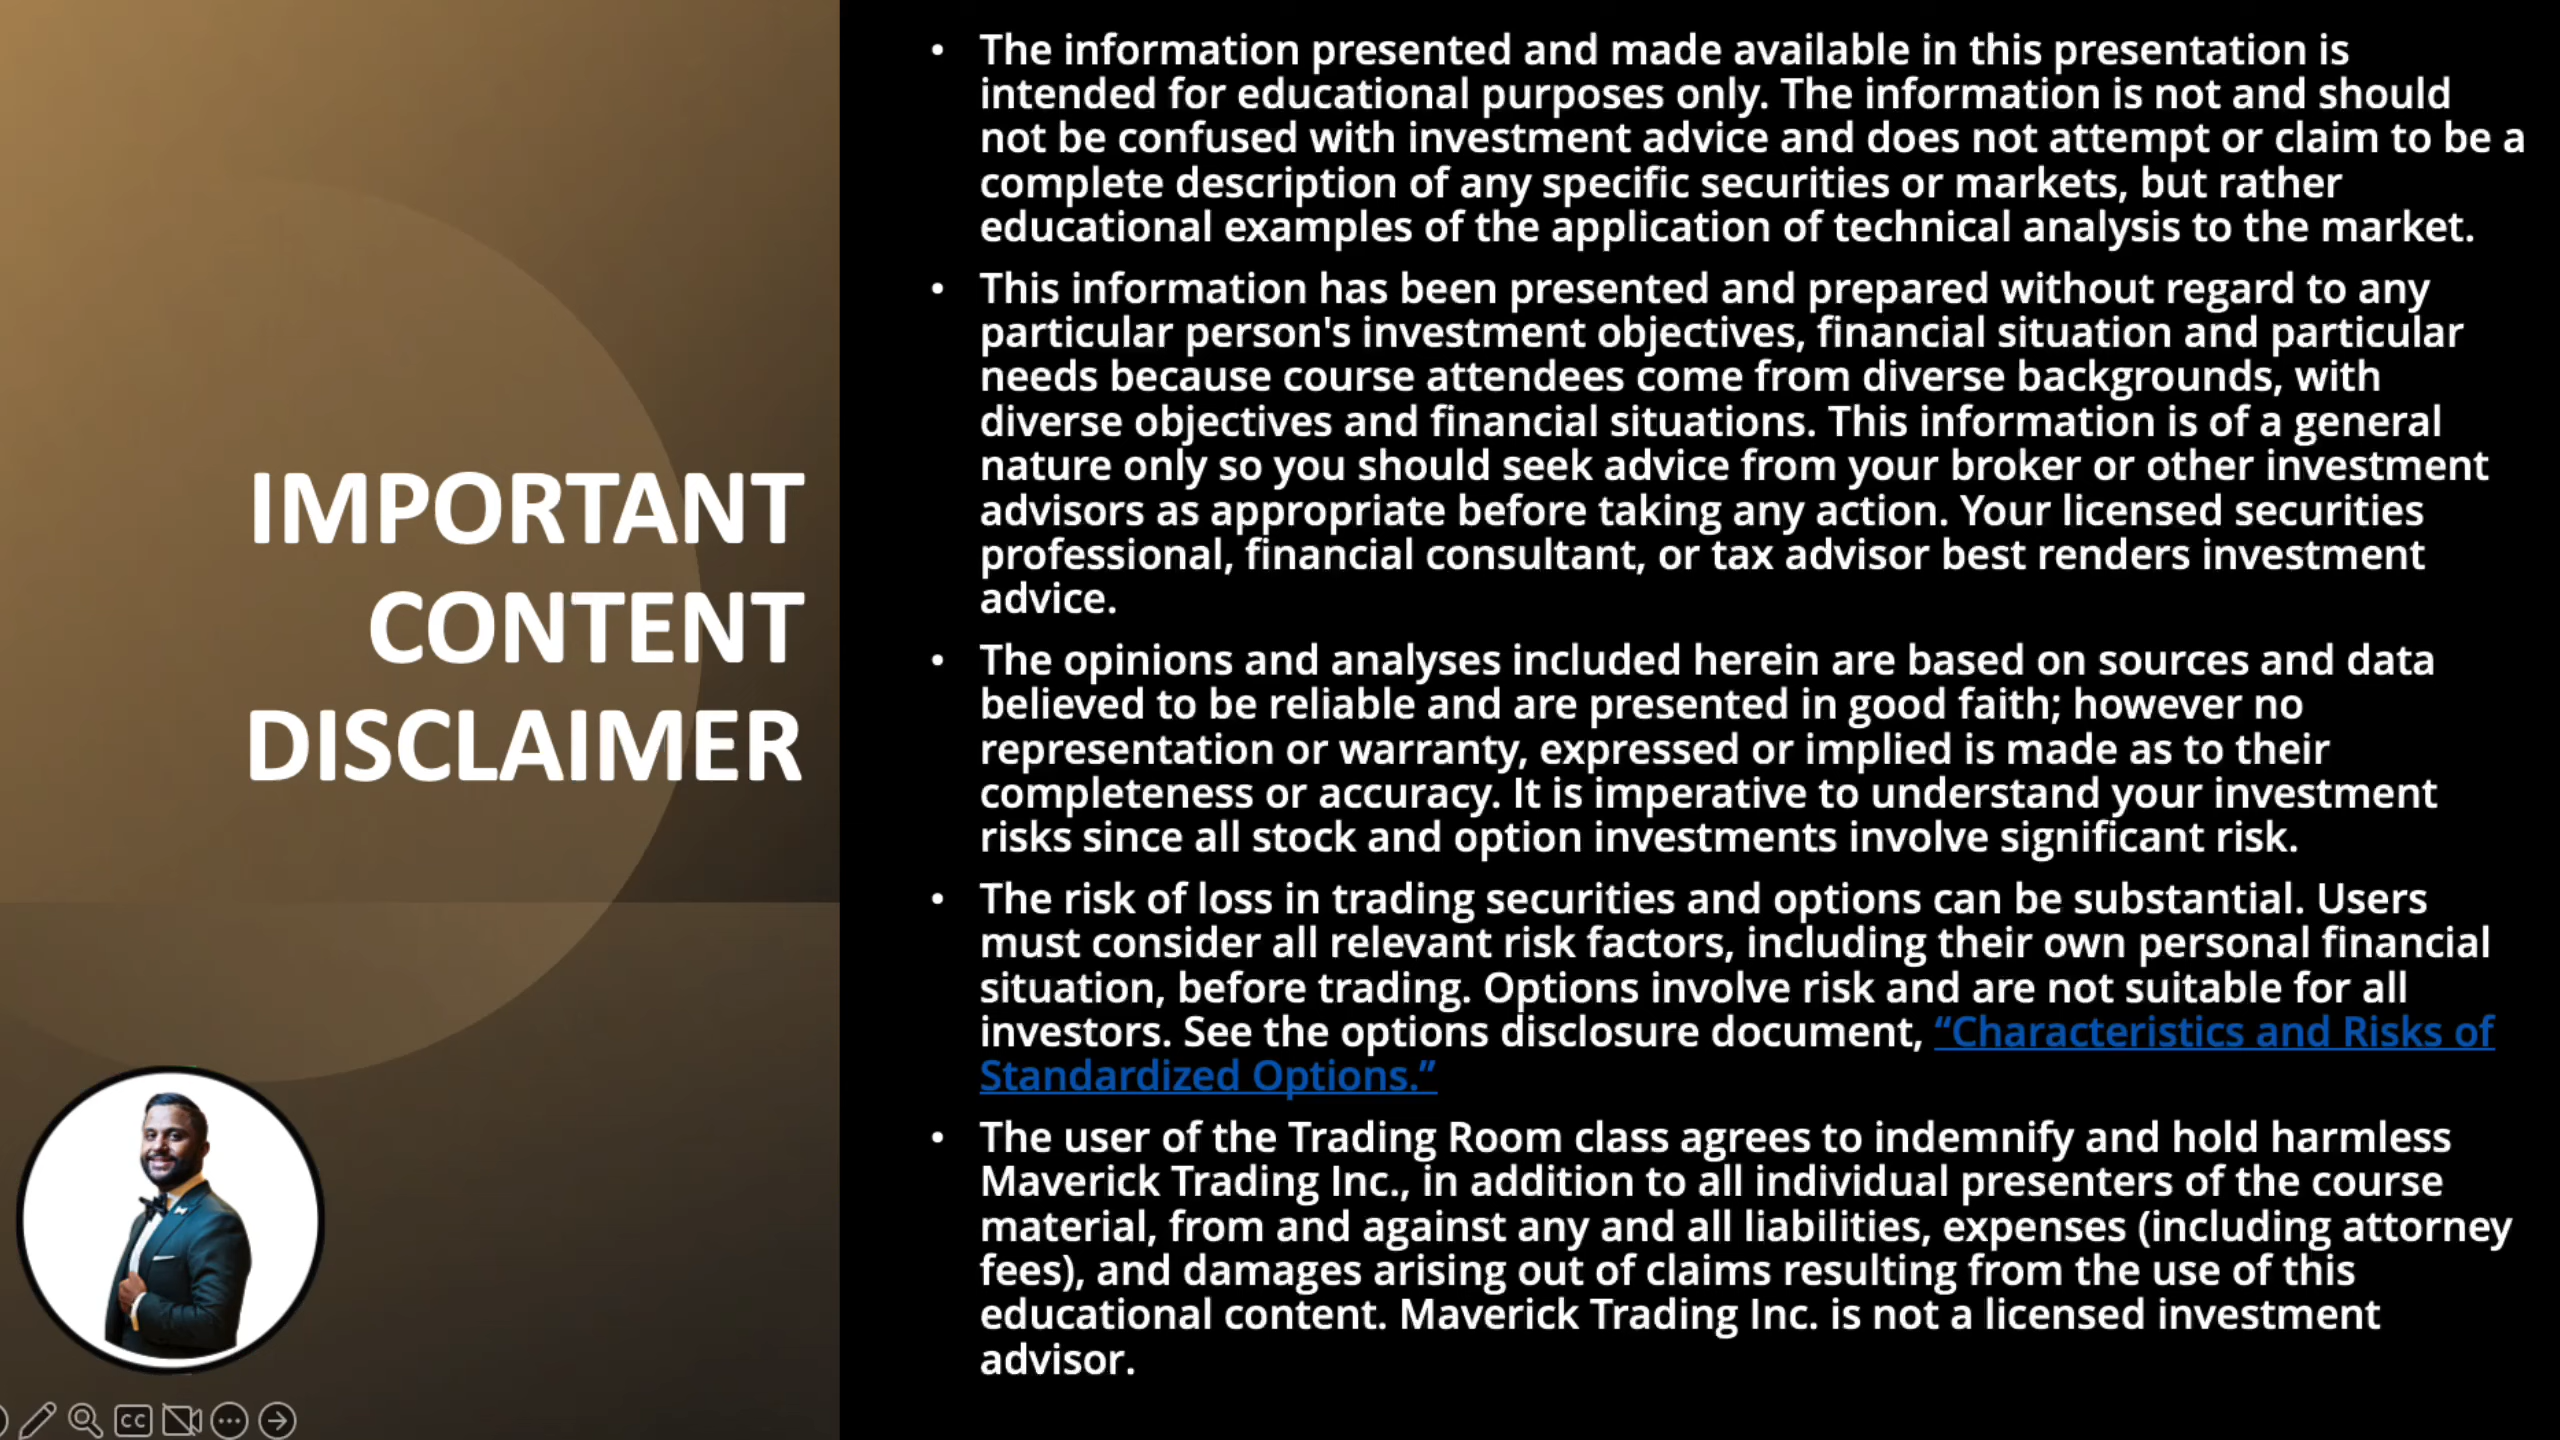 IMPORTANT
CONTENT
DISCLAIMER
• The information presented and made available in this presentation is
intended for educational purposes only. The information is not and should
not be confused with investment advice and does not attempt or claim to be a
complete description of any specific securities or markets, but rather
educational examples of the application of technical analysis to the market.
• This information has been presented and prepared without regard to any
particular person's investment objectives, financial situation and particular
needs because course attendees come from diverse backgrounds, with
diverse objectives and financial situations. This information is of a general
nature only so you should seek advice from your broker or other investment
advisors as appropriate before taking any action. Your licensed securities
professional, financial consultant, or tax advisor best renders investment
advice.
• The opinions and analyses included herein are based on sources and data
believed to be reliable and are presented in good faith; however no
representation or warranty, expressed or implied is made as to their
completeness or accuracy. It is imperative to understand your investment
risks since all stock and option investments involve significant risk.
• The risk of loss in trading securities and options can be substantial. Users
must consider all relevant risk factors, including their own personal financial
situation, before trading. Options involve risk and are not suitable for all
investors. See the options disclosure document, “Characteristics and Risks of
Standardized Options.”
• The user of the Trading Room class agrees to indemnify and hold harmless
Maverick Trading Inc., in addition to all individual presenters of the course
material, from and against any and all liabilities, expenses (including attorney
fees), and damages arising out of claims resulting from the use of this
educational content. Maverick Trading Inc. is not a licensed investment
advisor.
CC